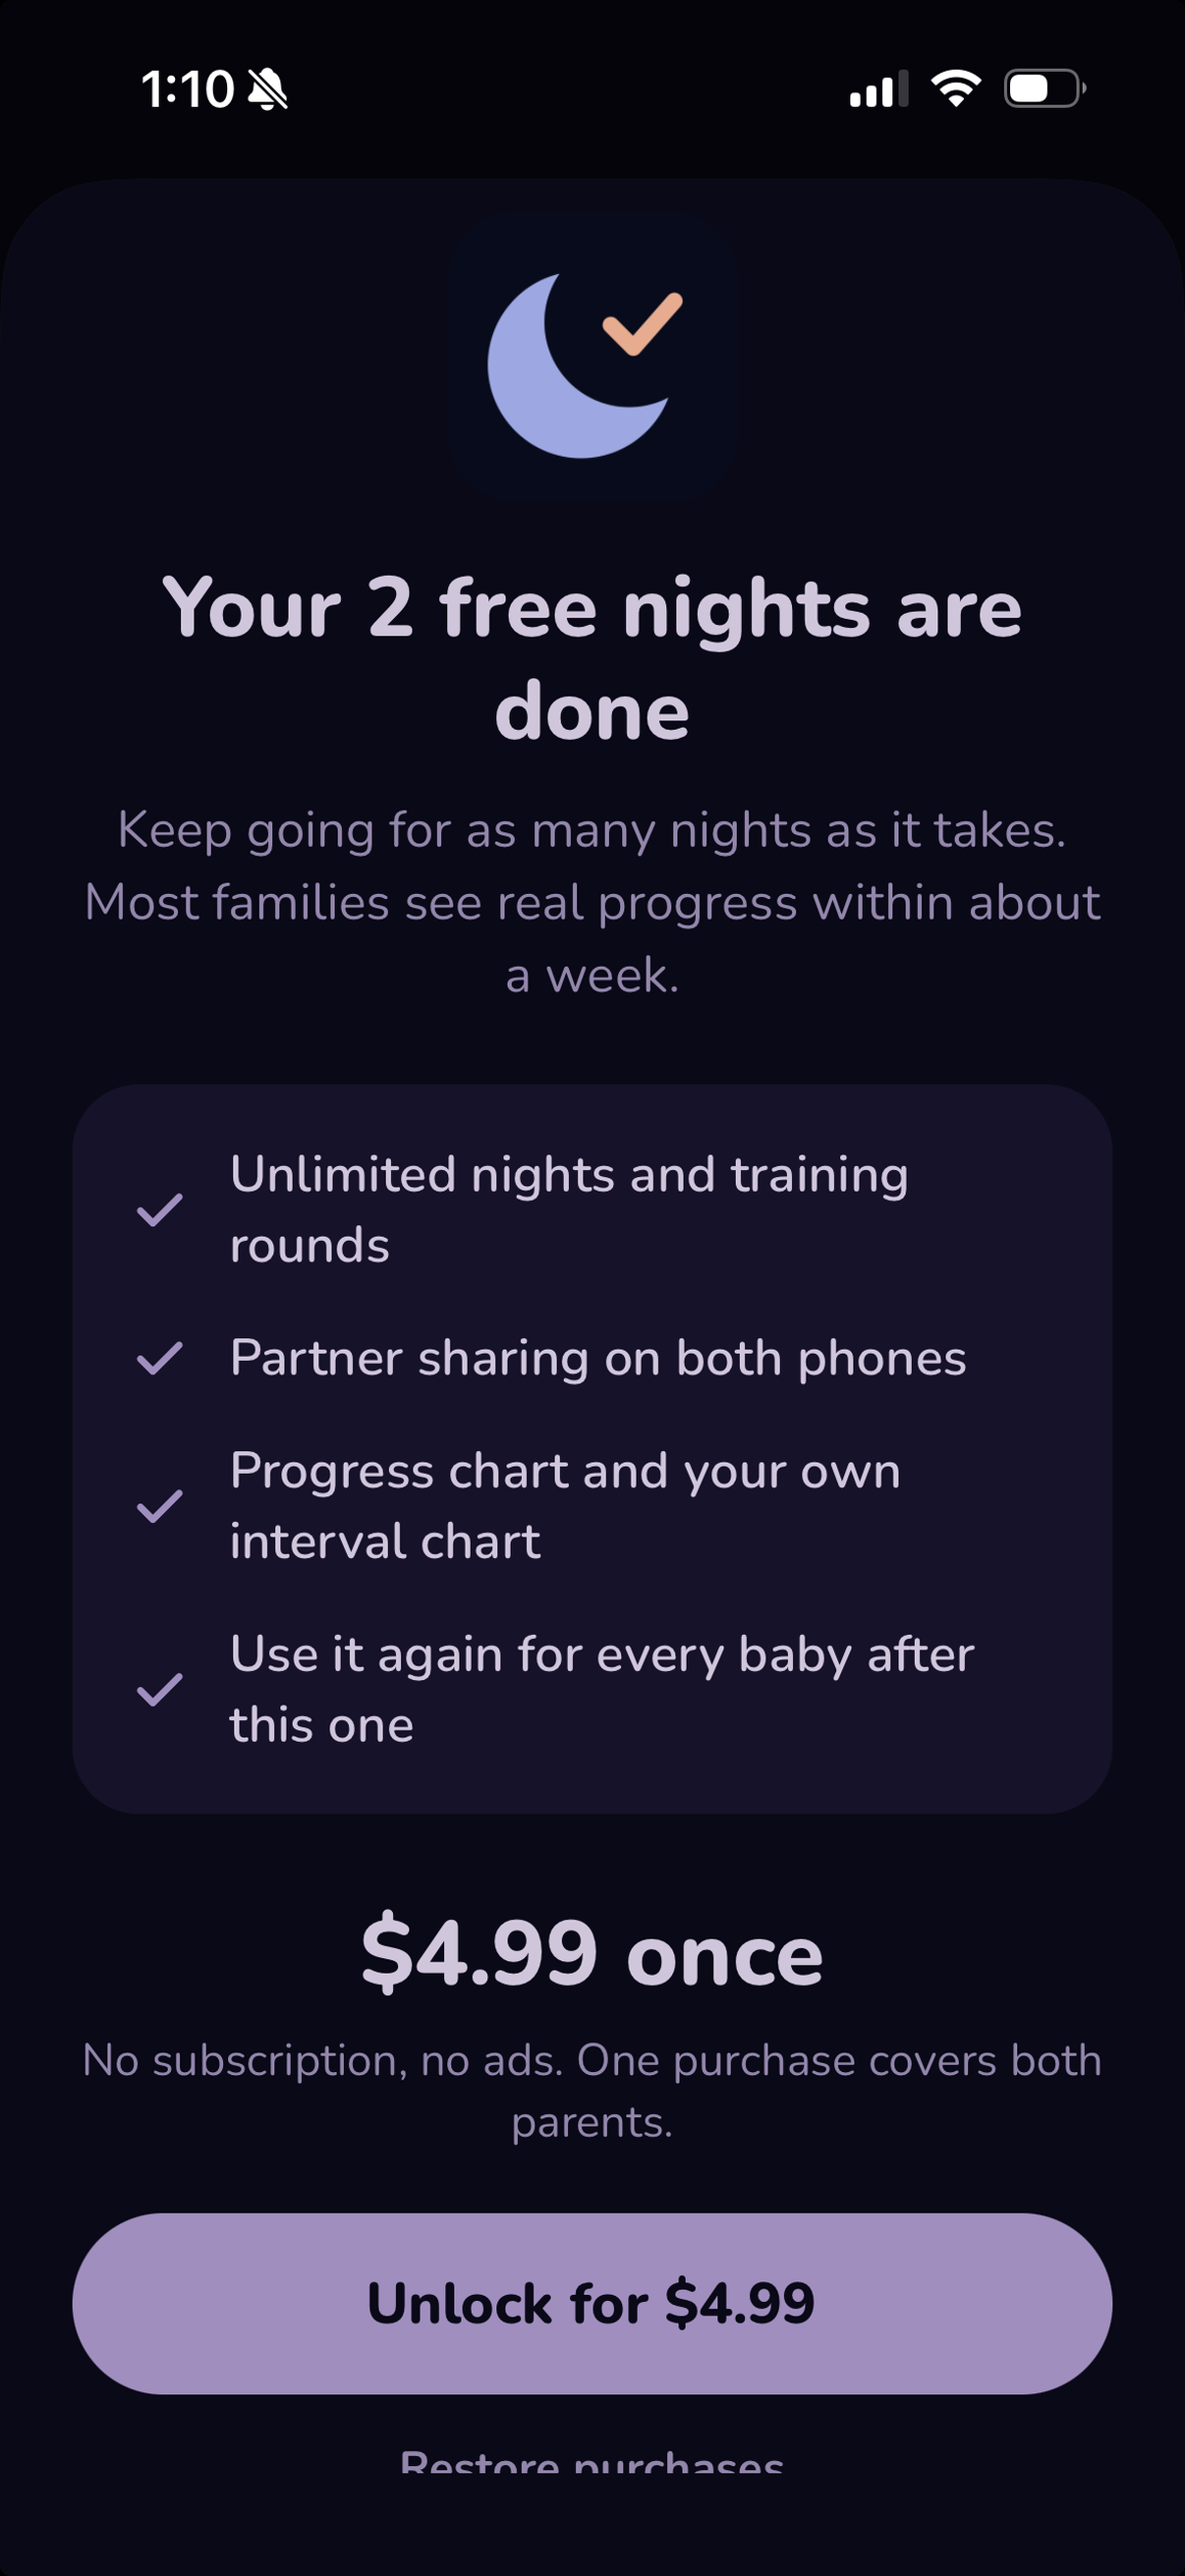 1:10
Your 2 free nights are
done
Keep going for as many nights as it takes.
Most families see real progress within about
a week.
Unlimited nights and training
rounds
Partner sharing on both phones
Progress chart and your own
interval chart
Use it again for every baby after
this one
$4.99 once
No subscription, no ads. One purchase covers both
parents.
Unlock for $4.99
Restore purchases